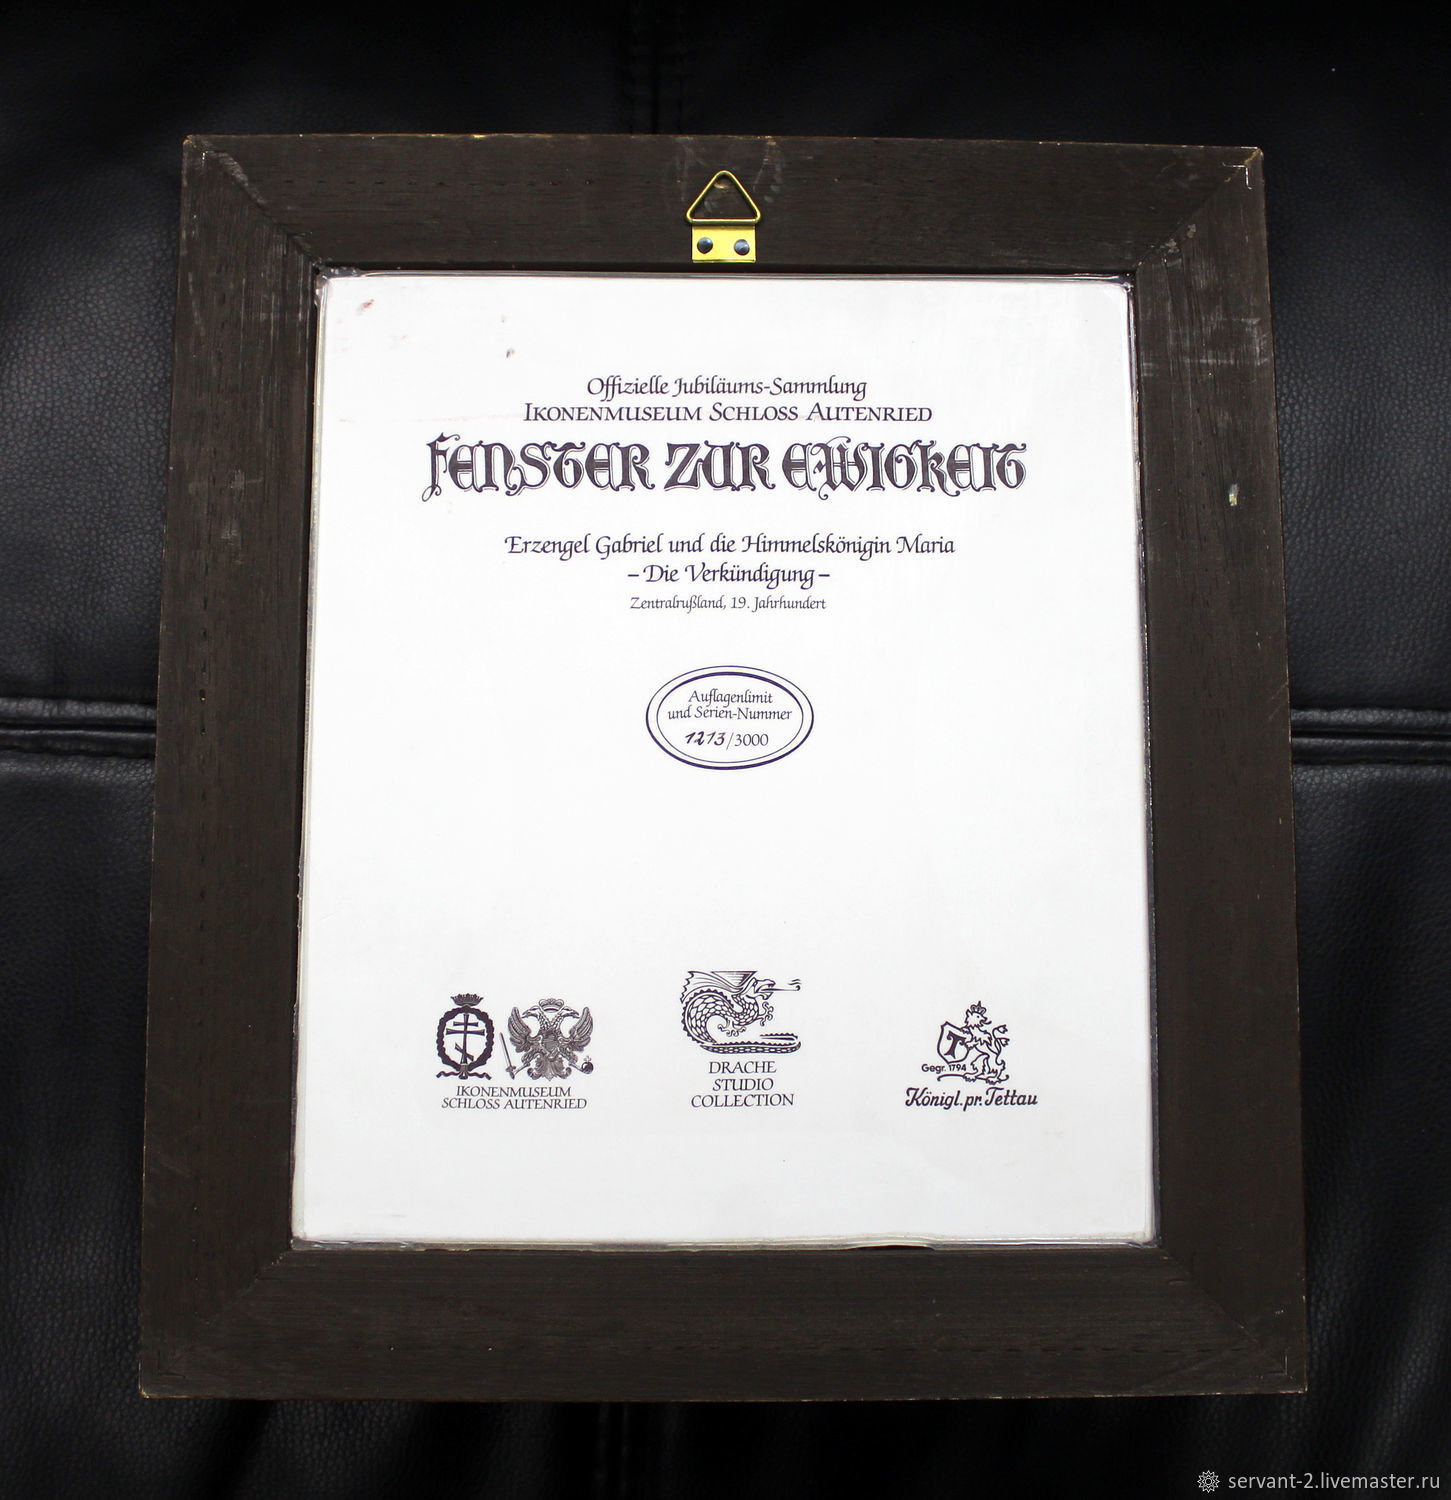 Offizielle Jubiläums-Sammlung
IKONENMUSEUM SCHLOSS AUTENRIED
FENSTER ZUR EWIGKEIT
Erzengel Gabriel und die Himmelskönigin Maria
– Die Verkündigung –
Zentralrußland, 19. Jahrhundert
Auflagenlimit
und Serien-Nummer
1213/3000
IKONENMUSEUM
SCHLOSS AUTENRIED
DRACHE
STUDIO
COLLECTION
T
Gegr. 1794
Königl. pr. Tettau
servant-2.livemaster.ru